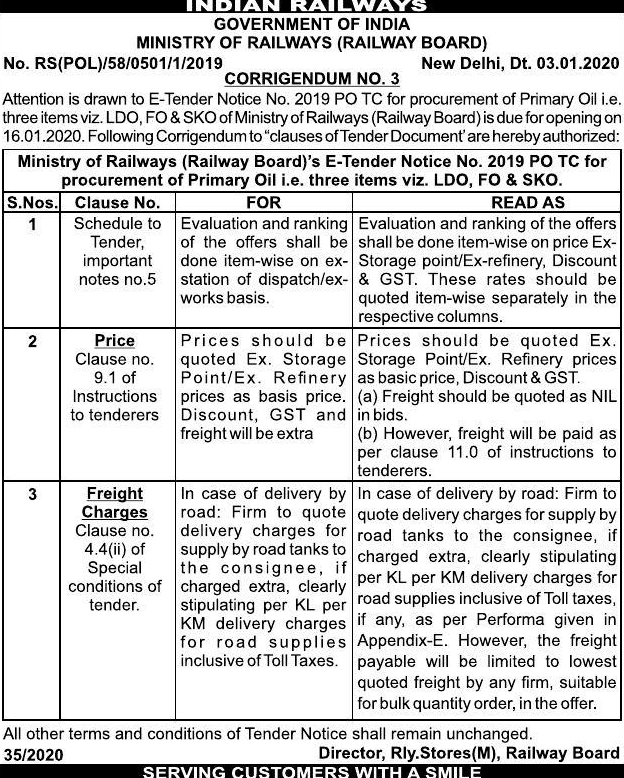 INDIAN RAILWAYS
GOVERNMENT OF INDIA
MINISTRY OF RAILWAYS (RAILWAY BOARD)
No. RS(POL)/58/0501/1/2019 New Delhi, Dt. 03.01.2020
CORRIGENDUM NO. 3
Attention is drawn to E-Tender Notice No. 2019 PO TC for procurement of Primary Oil i.e.
three items viz. LDO, FO & SKO of Ministry of Railways (Railway Board) is due for opening on
16.01.2020. Following Corrigendum to “clauses of Tender Document’ are hereby authorized:
Ministry of Railways (Railway Board)’s E-Tender Notice No. 2019 PO TC for
procurement of Primary Oil i.e. three items viz. LDO, FO & SKO.
S.Nos. Clause No. FOR READ AS
1
Schedule to
Tender,
important
notes no.5
Evaluation and ranking
of the offers shall be
done item-wise on ex-
station of dispatch/ex-
works basis.
Evaluation and ranking of the offers
shall be done item-wise on price Ex-
Storage point/Ex-refinery, Discount
& GST. These rates should be
quoted item-wise separately in the
respective columns.
2
Price
Clause no.
9.1 of
Instructions
to tenderers
Prices should be
quoted Ex. Storage
Point/Ex. Refinery
prices as basis price.
Discount, GST and
freight will be extra
Prices should be quoted Ex.
Storage Point/Ex. Refinery prices
as basic price, Discount & GST.
(a) Freight should be quoted as NIL
in bids.
(b) However, freight will be paid as
per clause 11.0 of instructions to
tenderers.
3
Freight
Charges
Clause no.
4.4(ii) of
Special
conditions of
tender.
In case of delivery by
road: Firm to quote
delivery charges for
supply by road tanks to
the consignee, if
charged extra, clearly
stipulating per KL per
KM delivery charges
for road supplies
inclusive of Toll Taxes.
In case of delivery by road: Firm to
quote delivery charges for supply by
road tanks to the consignee, if
charged extra, clearly stipulating
per KL per KM delivery charges for
road supplies inclusive of Toll taxes,
if any, as per Performa given in
Appendix-E. However, the freight
payable will be limited to lowest
quoted freight by any firm, suitable
for bulk quantity order, in the offer.
All other terms and conditions of Tender Notice shall remain unchanged.
35/2020 Director, Rly.Stores(M), Railway Board
SERVING CUSTOMERS WITH A SMILE